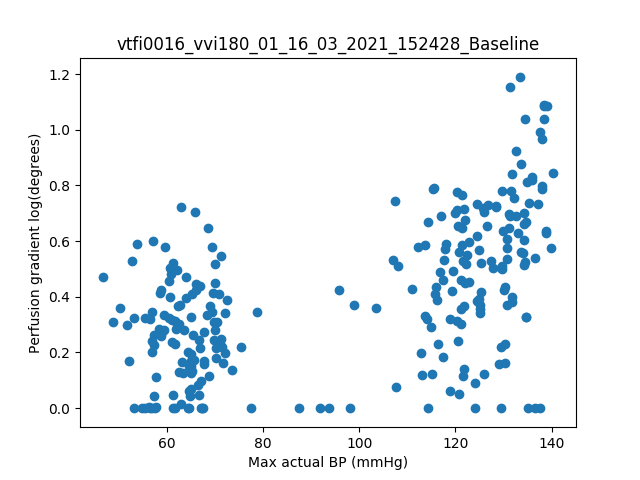 vtfi0016_vvi180_01_16_03_2021_152428_Baseline
1.2
1.0
0.8
0.6
0.4
0.2
0.0
Perfusion gradient log(degrees)
60 80 100 120 140
Max actual BP (mmHg)